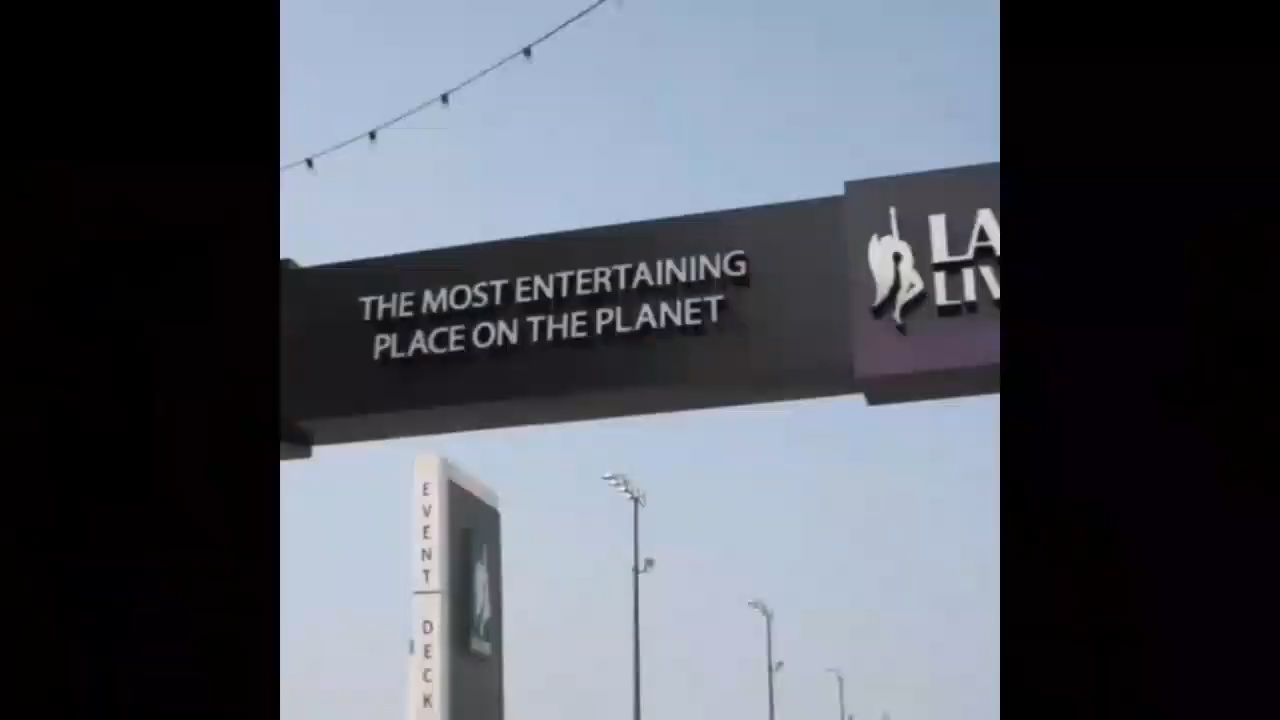 THE MOST ENTERTAINING
PLACE ON THE PLANET
LA
LIV
EVENT DECK